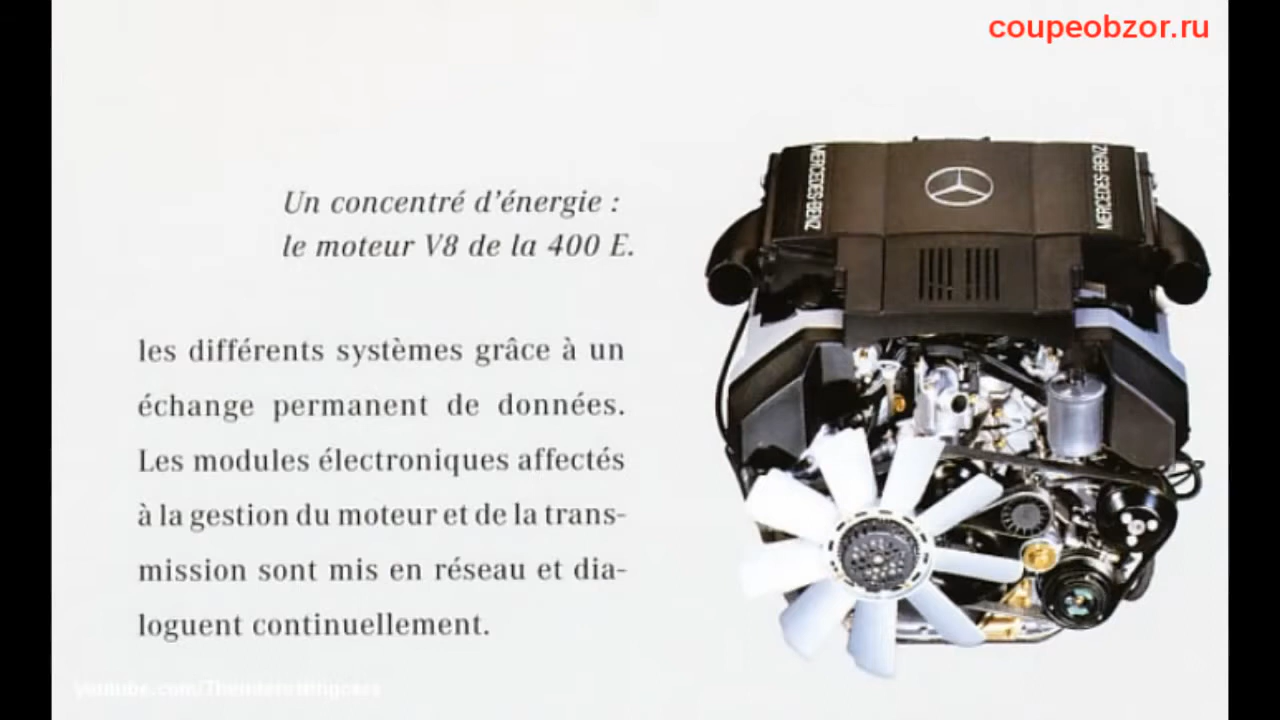 coupeobzor.ru
Un concentré d’énergie :
le moteur V8 de la 400 E.
les différents systèmes grâce à un
échange permanent de données.
Les modules électroniques affectés
à la gestion du moteur et de la trans-
mission sont mis en réseau et dia-
loguent continuellement.
MERCEDES-BENZ
MERCEDES-BENZ